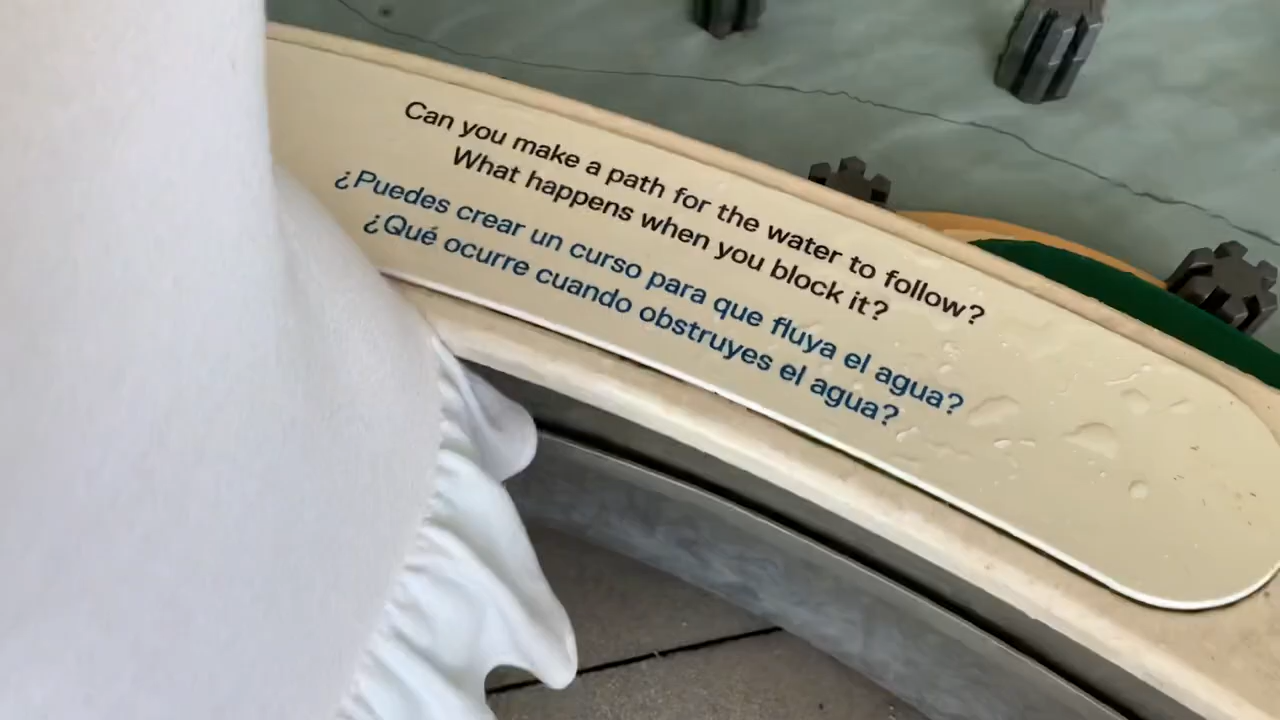 Can you make a path for the water to follow?
What happens when you block it?
¿Puedes crear un curso para que fluya el agua?
¿Qué ocurre cuando obstruyes el agua?